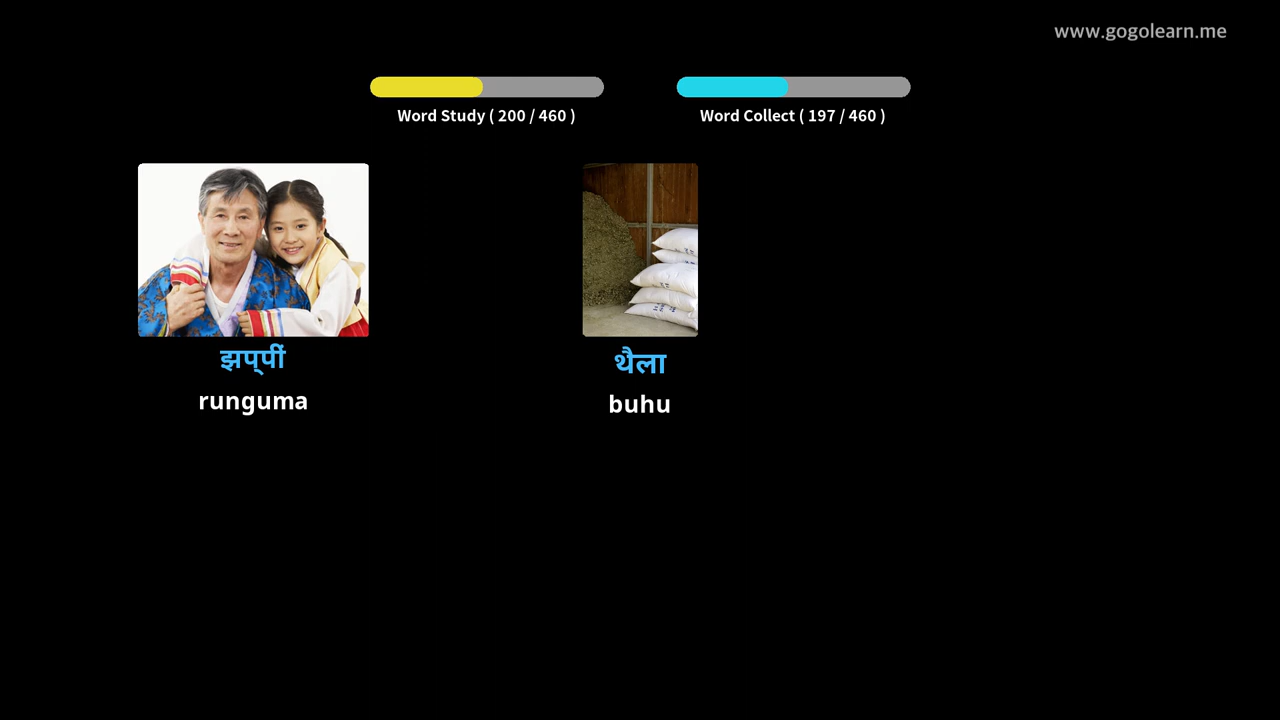 www.gogolearn.me
Word Study ( 200 / 460 )
Word Collect ( 197 / 460 )
झप्पीं
runguma
थैला
buhu